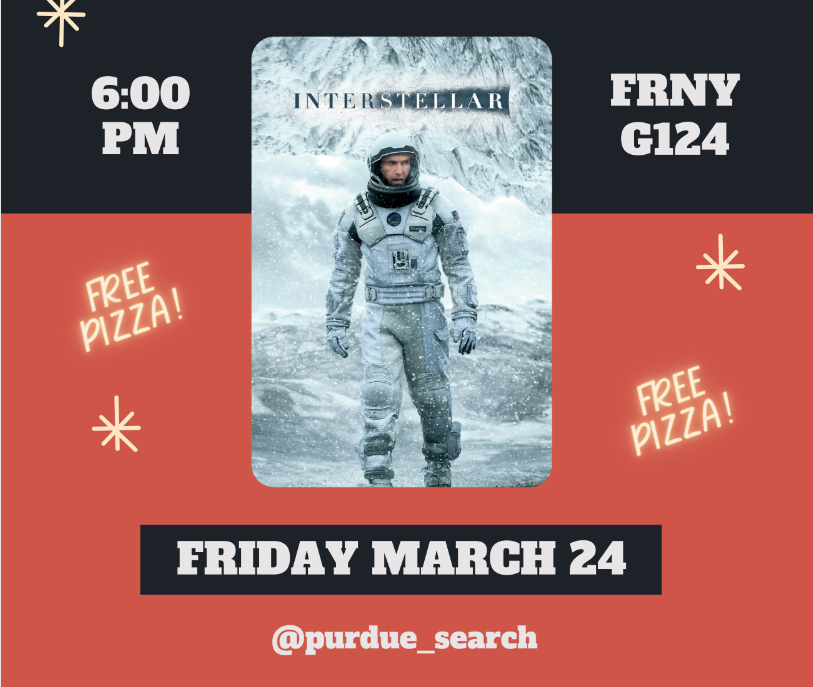 6:00
PM
INTERSTELLAR
FRNY
G124
FREE
PIZZA!
FREE
PIZZA!
FRIDAY MARCH 24
@purdue_search